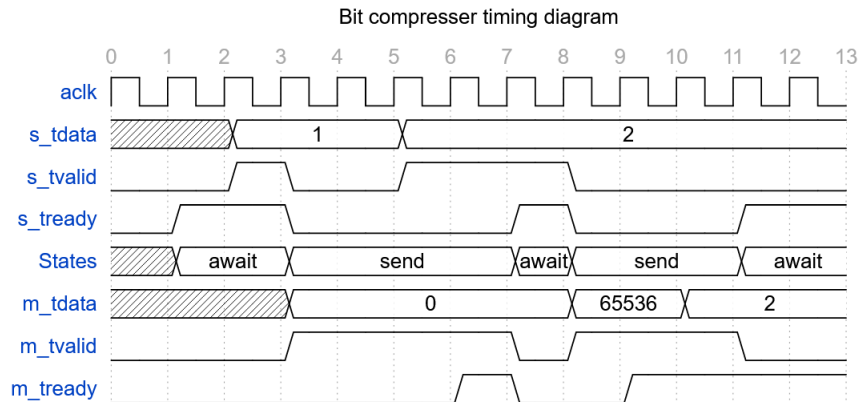 Bit compresser timing diagram
0 1 2 3 4 5 6 7 8 9 10 11 12 13
aclk
s_tdata 1 2
s_tvalid
s_tready
States await send await send await
m_tdata 0 65536 2
m_tvalid
m_tready